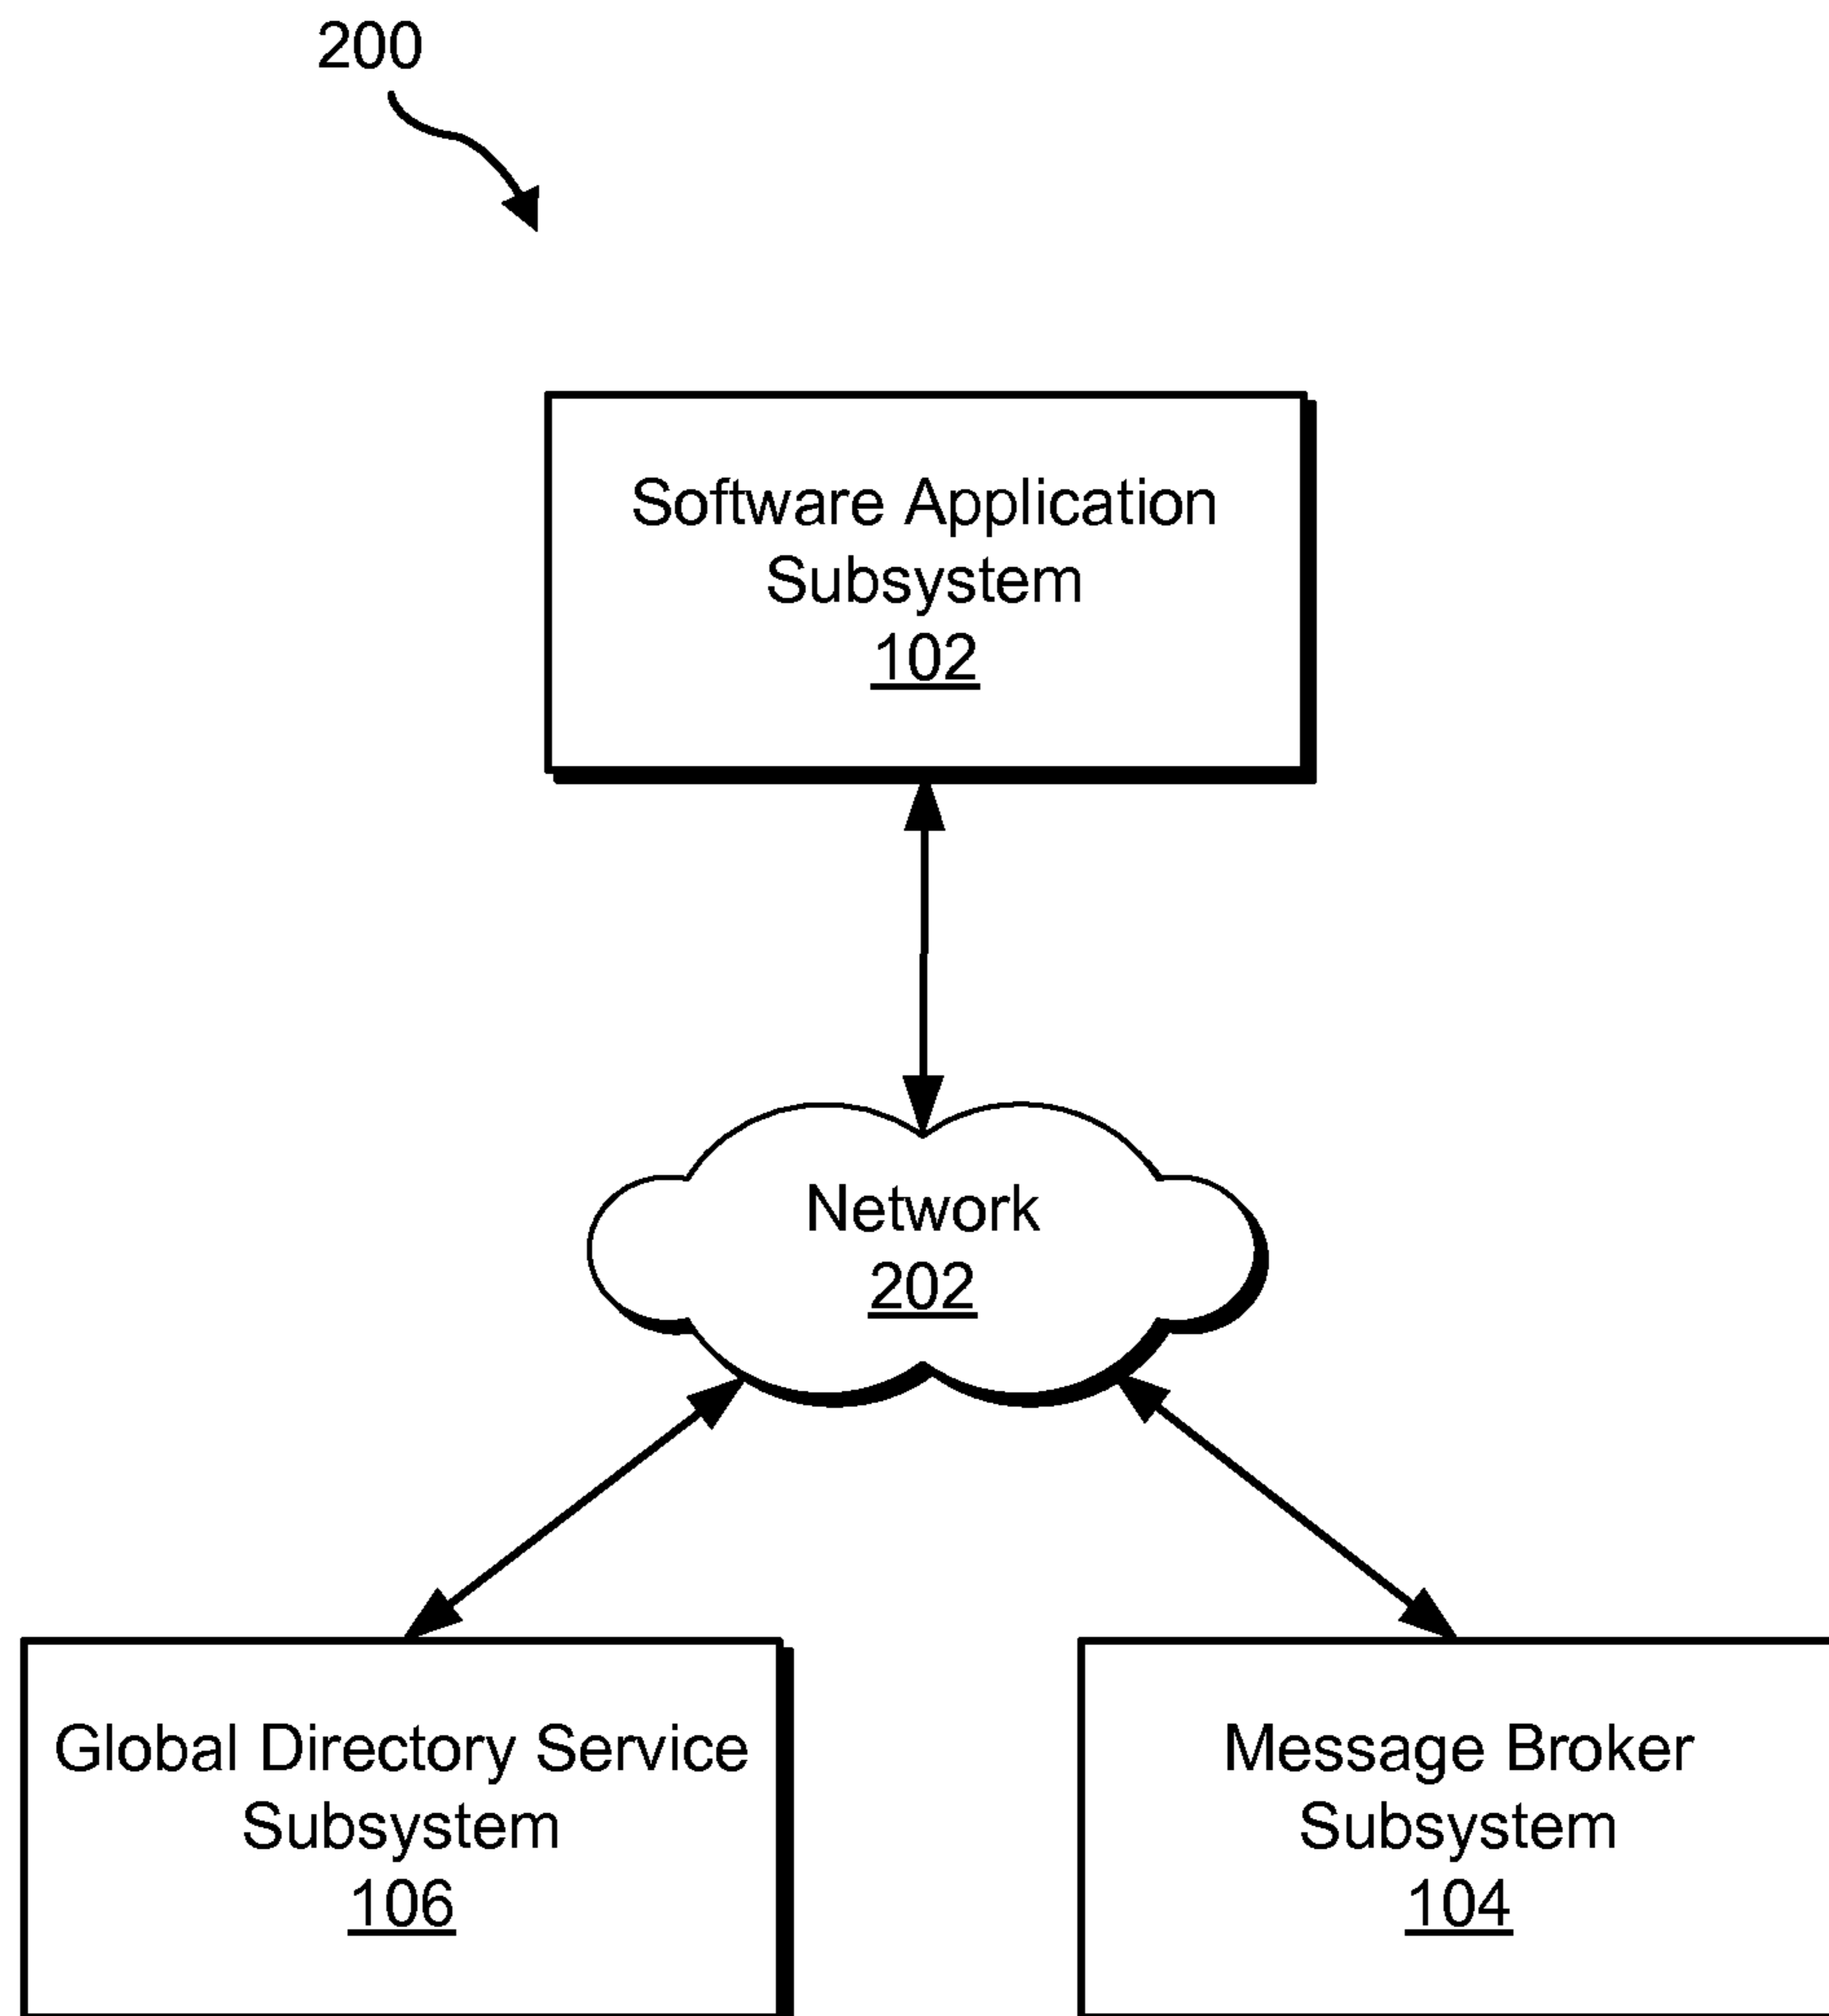 200
Software Application
Subsystem
102
Network
202
Global Directory Service
Subsystem
106
Message Broker
Subsystem
104